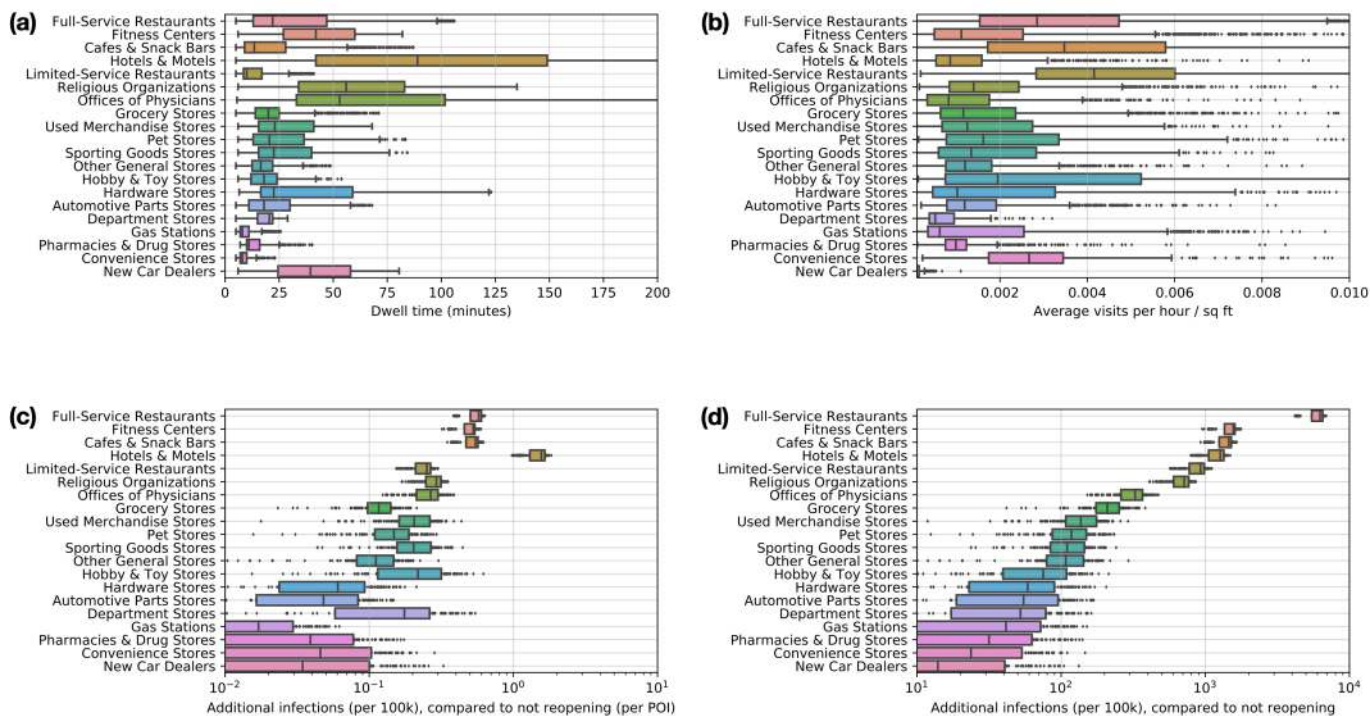 (a)
Full-Service Restaurants
Fitness Centers
Cafes & Snack Bars
Hotels & Motels
Limited-Service Restaurants
Religious Organizations
Offices of Physicians
Grocery Stores
Used Merchandise Stores
Pet Stores
Sporting Goods Stores
Other General Stores
Hobby & Toy Stores
Hardware Stores
Automotive Parts Stores
Department Stores
Gas Stations
Pharmacies & Drug Stores
Convenience Stores
New Car Dealers
0 25 50 75 100 125 150 175 200
Dwell time (minutes)
(b)
Full-Service Restaurants
Fitness Centers
Cafes & Snack Bars
Hotels & Motels
Limited-Service Restaurants
Religious Organizations
Offices of Physicians
Grocery Stores
Used Merchandise Stores
Pet Stores
Sporting Goods Stores
Other General Stores
Hobby & Toy Stores
Hardware Stores
Automotive Parts Stores
Department Stores
Gas Stations
Pharmacies & Drug Stores
Convenience Stores
New Car Dealers
0.002 0.004 0.006 0.008 0.010
Average visits per hour / sq ft
(c)
Full-Service Restaurants
Fitness Centers
Cafes & Snack Bars
Hotels & Motels
Limited-Service Restaurants
Religious Organizations
Offices of Physicians
Grocery Stores
Used Merchandise Stores
Pet Stores
Sporting Goods Stores
Other General Stores
Hobby & Toy Stores
Hardware Stores
Automotive Parts Stores
Department Stores
Gas Stations
Pharmacies & Drug Stores
Convenience Stores
New Car Dealers
10⁻² 10⁻¹ 10⁰ 10¹
Additional infections (per 100k), compared to not reopening (per POI)
(d)
Full-Service Restaurants
Fitness Centers
Cafes & Snack Bars
Hotels & Motels
Limited-Service Restaurants
Religious Organizations
Offices of Physicians
Grocery Stores
Used Merchandise Stores
Pet Stores
Sporting Goods Stores
Other General Stores
Hobby & Toy Stores
Hardware Stores
Automotive Parts Stores
Department Stores
Gas Stations
Pharmacies & Drug Stores
Convenience Stores
New Car Dealers
10¹ 10² 10³ 10⁴
Additional infections (per 100k), compared to not reopening